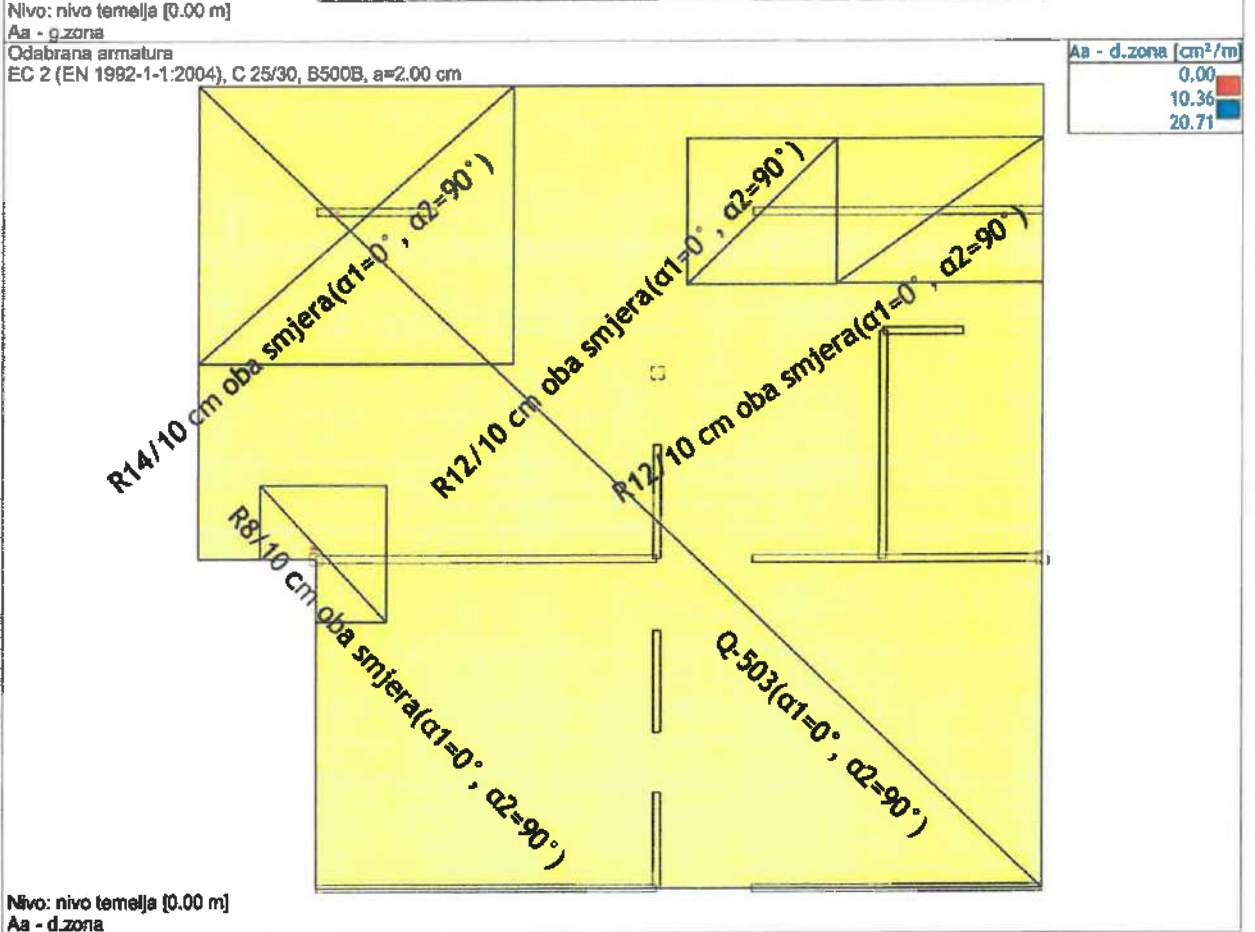 Nivo: nivo temelja [0.00 m]
Aa - g.zona
Odabrana armatura
EC 2 (EN 1992-1-1:2004), C 25/30, B500B, a=2.00 cm
Aa - d.zona [cm²/m]
0.00
10.36
20.71
R14/10 cm oba smjera(α1=0°, α2=90°)
R12/10 cm oba smjera(α1=0°, α2=90°)
R12/10 cm oba smjera(α1=0°, α2=90°)
R8/10 cm oba smjera(α1=0°, α2=90°)
Q-503(α1=0°, α2=90°)
Nivo: nivo temelja [0.00 m]
Aa - d.zona